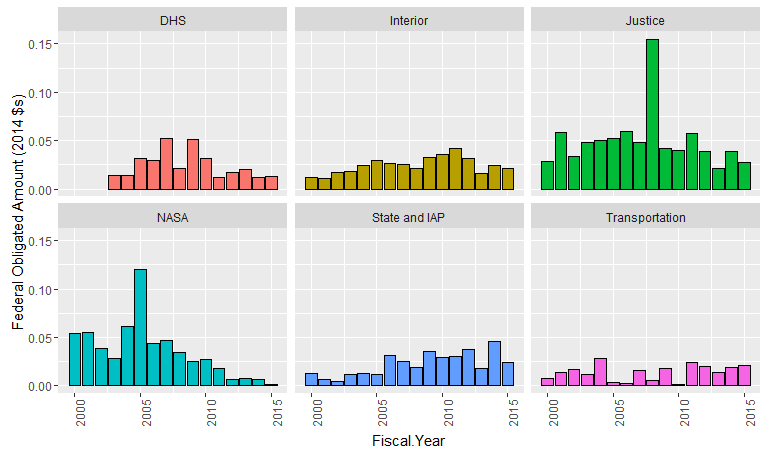 DHS Interior Justice
0.15
0.10
0.05
0.00
NASA State and IAP Transportation
0.15
0.10
0.05
0.00
2000 2005 2010 2015 2000 2005 2010 2015 2000 2005 2010 2015
Fiscal.Year
Federal Obligated Amount (2014 $s)